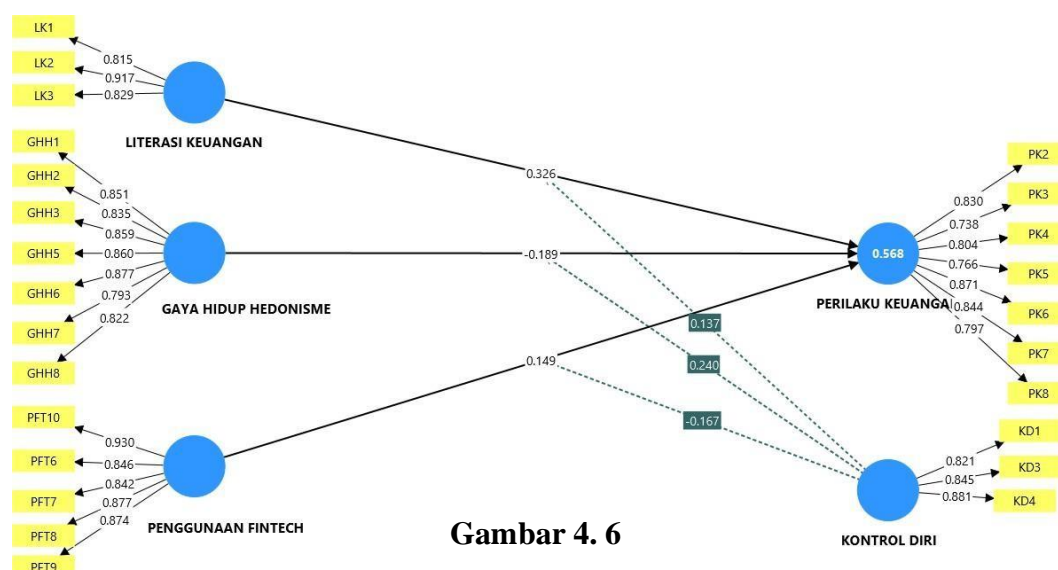 LK1
0.815
LK2
0.917
LK3
0.829
LITERASI KEUANGAN
GHH1
0.851
GHH2
0.835
GHH3
0.859
GHH5
0.860
GHH6
0.877
GHH7
0.793
GHH8
0.822
GAYA HIDUP HEDONISME
PFT10
0.930
PFT6
0.846
PFT7
0.842
PFT8
0.877
PFT9
0.874
PENGGUNAAN FINTECH
0.326
-0.189
0.149
0.137
0.240
-0.167
0.568
PERILAKU KEUANGA
PK2
0.830
PK3
0.738
PK4
0.804
PK5
0.766
PK6
0.871
PK7
0.844
PK8
0.797
KD1
0.821
KD3
0.845
KD4
0.881
KONTROL DIRI
Gambar 4. 6